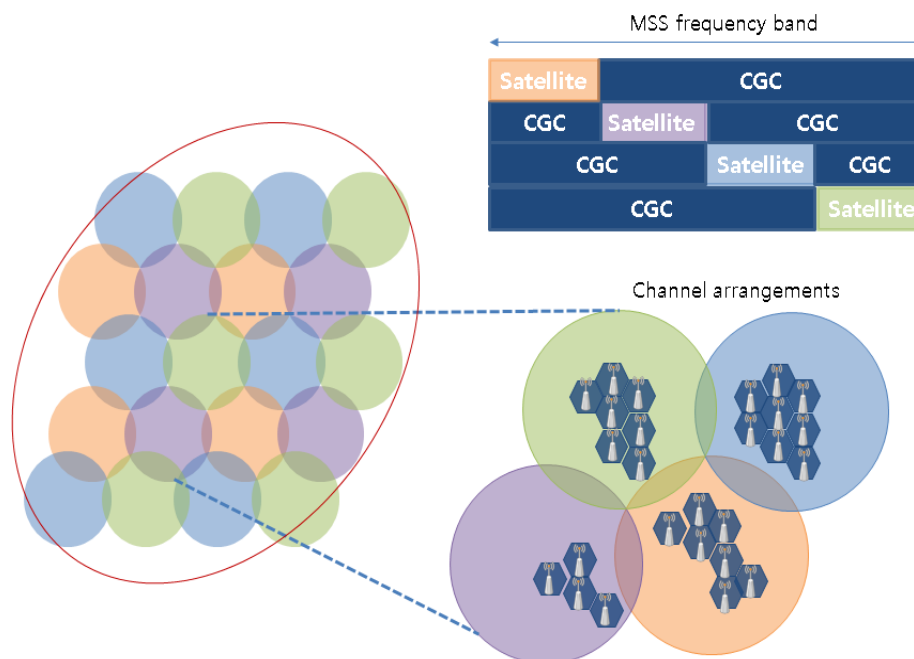 MSS frequency band
Satellite CGC
CGC Satellite CGC
CGC Satellite CGC
CGC Satellite
Channel arrangements